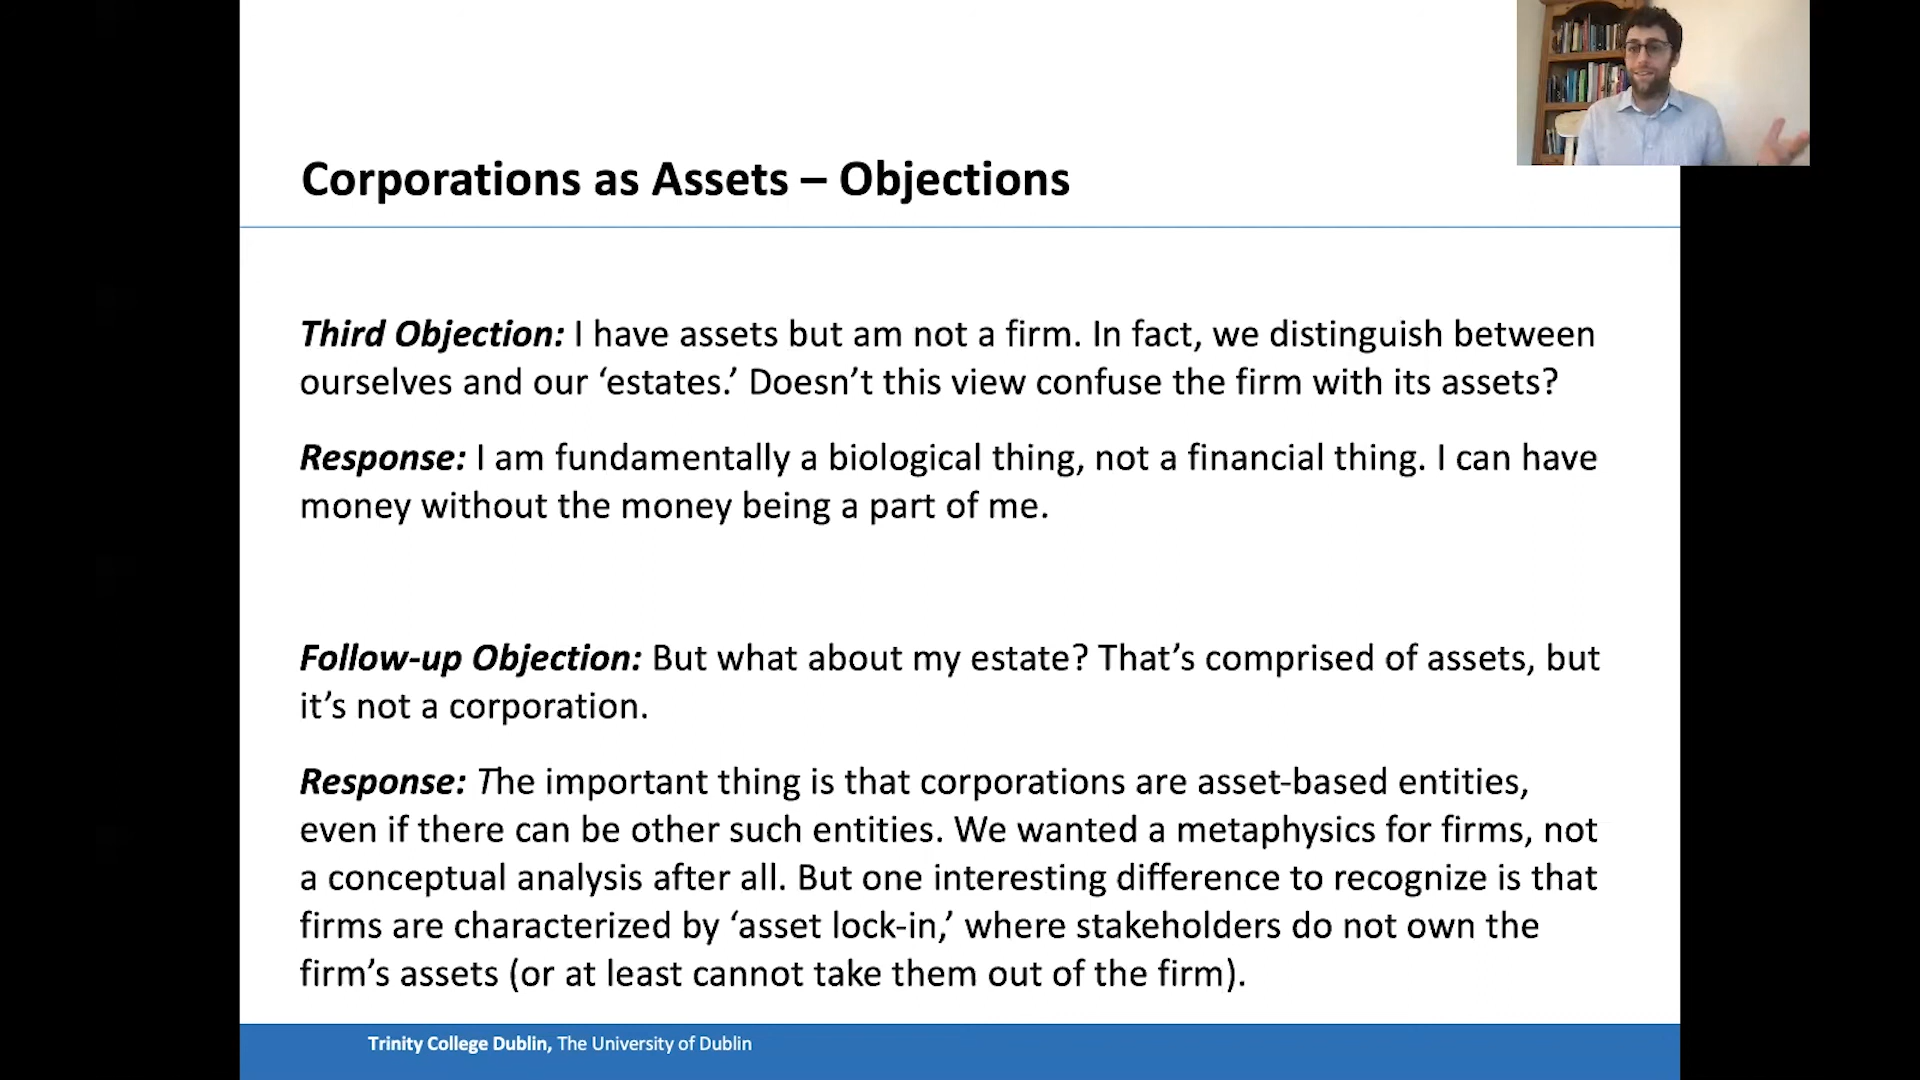 Corporations as Assets – Objections
Third Objection: I have assets but am not a firm. In fact, we distinguish between
ourselves and our ‘estates.’ Doesn’t this view confuse the firm with its assets?
Response: I am fundamentally a biological thing, not a financial thing. I can have
money without the money being a part of me.
Follow-up Objection: But what about my estate? That’s comprised of assets, but
it’s not a corporation.
Response: The important thing is that corporations are asset-based entities,
even if there can be other such entities. We wanted a metaphysics for firms, not
a conceptual analysis after all. But one interesting difference to recognize is that
firms are characterized by ‘asset lock-in,’ where stakeholders do not own the
firm’s assets (or at least cannot take them out of the firm).
Trinity College Dublin, The University of Dublin